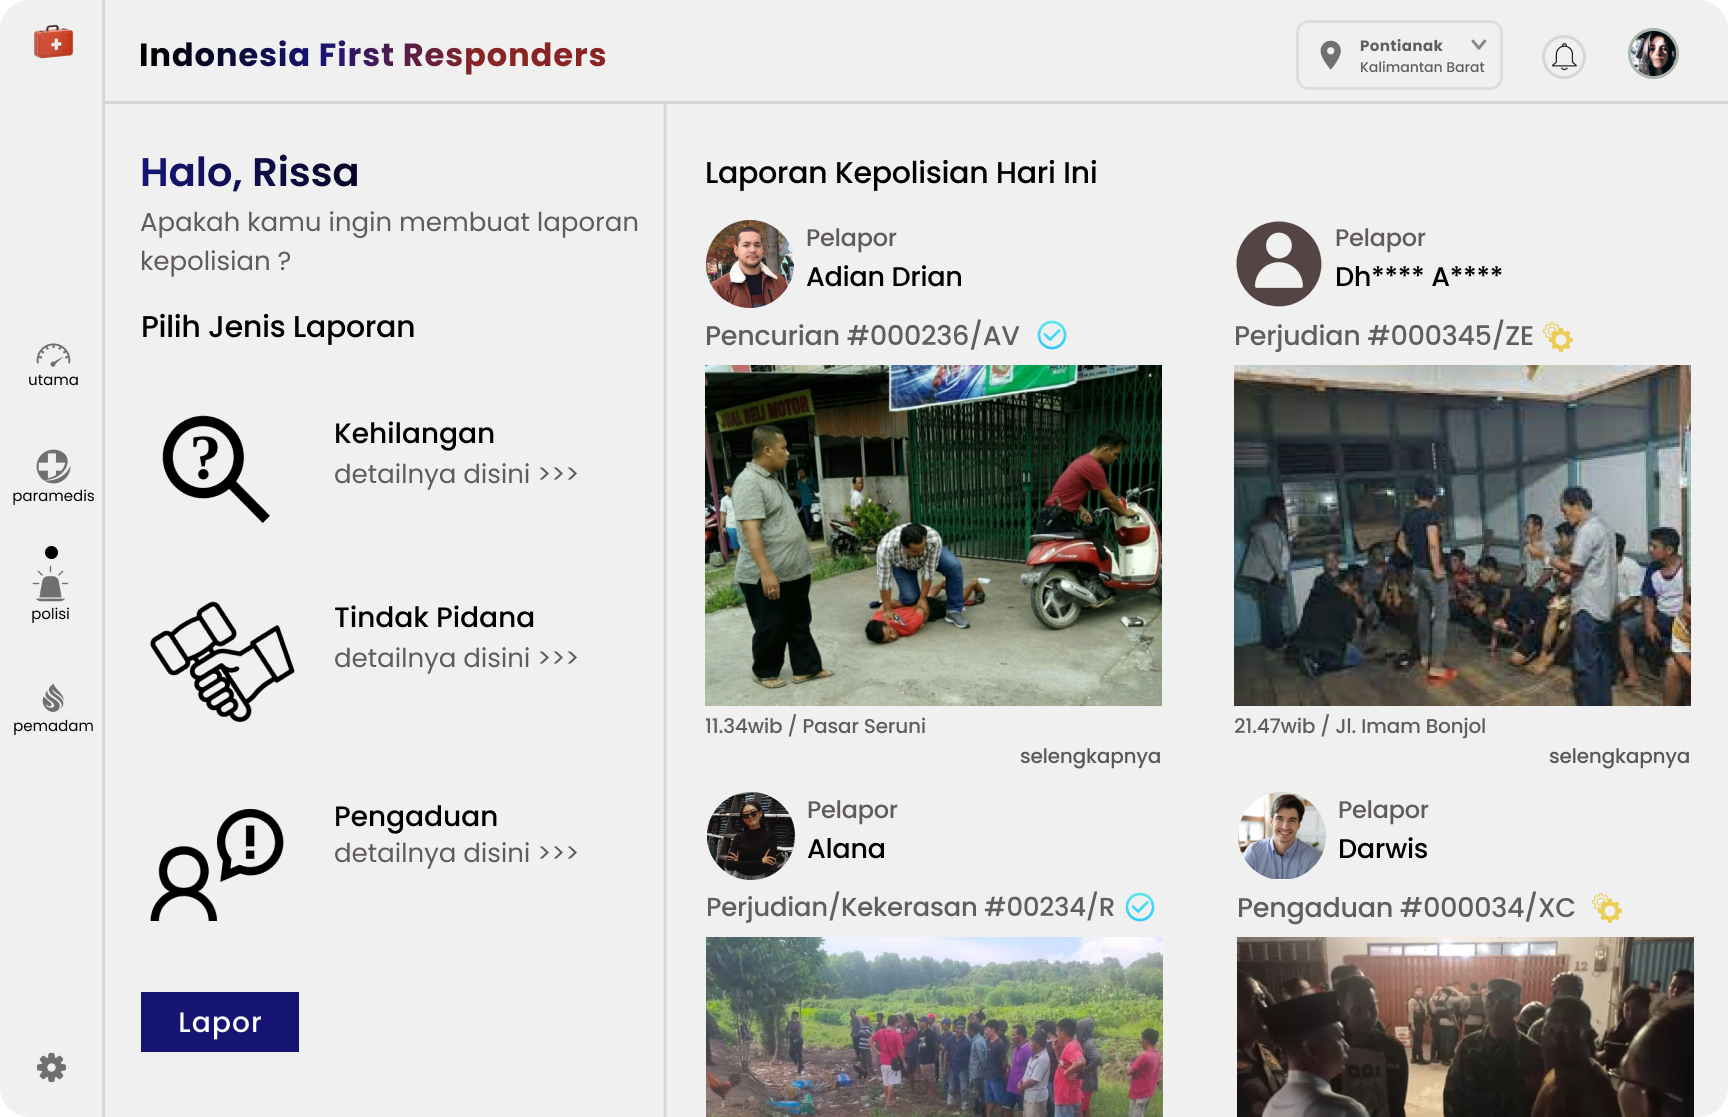 Indonesia First Responders
Pontianak
Kalimantan Barat
utama
paramedis
polisi
pemadam
Halo, Rissa
Apakah kamu ingin membuat laporan
kepolisian ?
Pilih Jenis Laporan
?
Kehilangan
detailnya disini >>>
Tindak Pidana
detailnya disini >>>
!
Pengaduan
detailnya disini >>>
Lapor
Laporan Kepolisian Hari Ini
Pelapor
Adian Drian
Pencurian #000236/AV
JUAL BELI MOTOR
11.34wib / Pasar Seruni
selengkapnya
Pelapor
Dh**** A****
Perjudian #000345/ZE
21.47wib / Jl. Imam Bonjol
selengkapnya
Pelapor
Alana
Perjudian/Kekerasan #00234/R
Pelapor
Darwis
Pengaduan #000034/XC
12